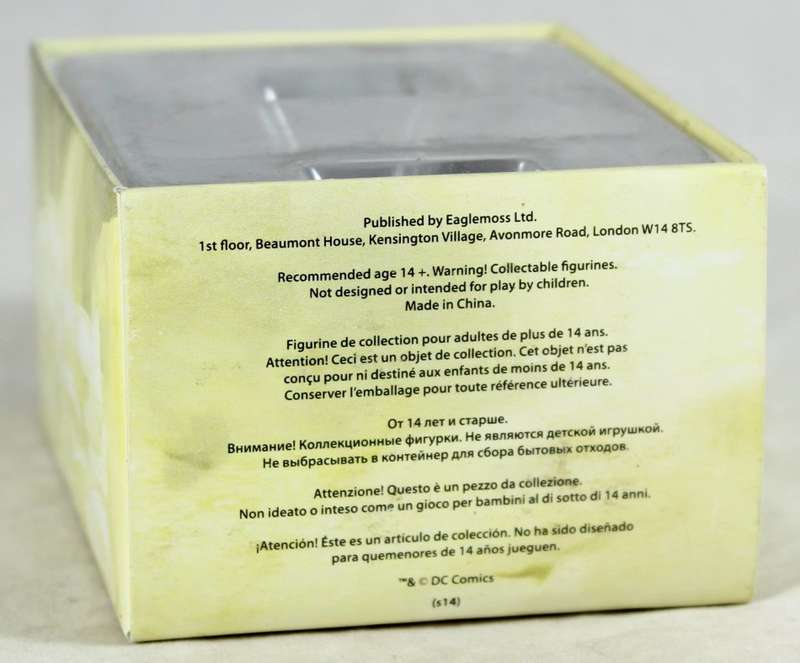 Published by Eaglemoss Ltd.
1st floor, Beaumont House, Kensington Village, Avonmore Road, London W14 8TS.
Recommended age 14 +. Warning! Collectable figurines.
Not designed or intended for play by children.
Made in China.
Figurine de collection pour adultes de plus de 14 ans.
Attention! Ceci est un objet de collection. Cet objet n'est pas
conçu pour ni destiné aux enfants de moins de 14 ans.
Conserver l'emballage pour toute référence ultérieure.
От 14 лет и старше.
Внимание! Коллекционные фигурки. Не являются детской игрушкой.
Не выбрасывать в контейнер для сбора бытовых отходов.
Attenzione! Questo è un pezzo da collezione.
Non ideato o inteso come un gioco per bambini al di sotto di 14 anni.
¡Atención! Éste es un artículo de colección. No ha sido diseñado
para quemenores de 14 años jueguen.
™& © DC Comics
(s14)